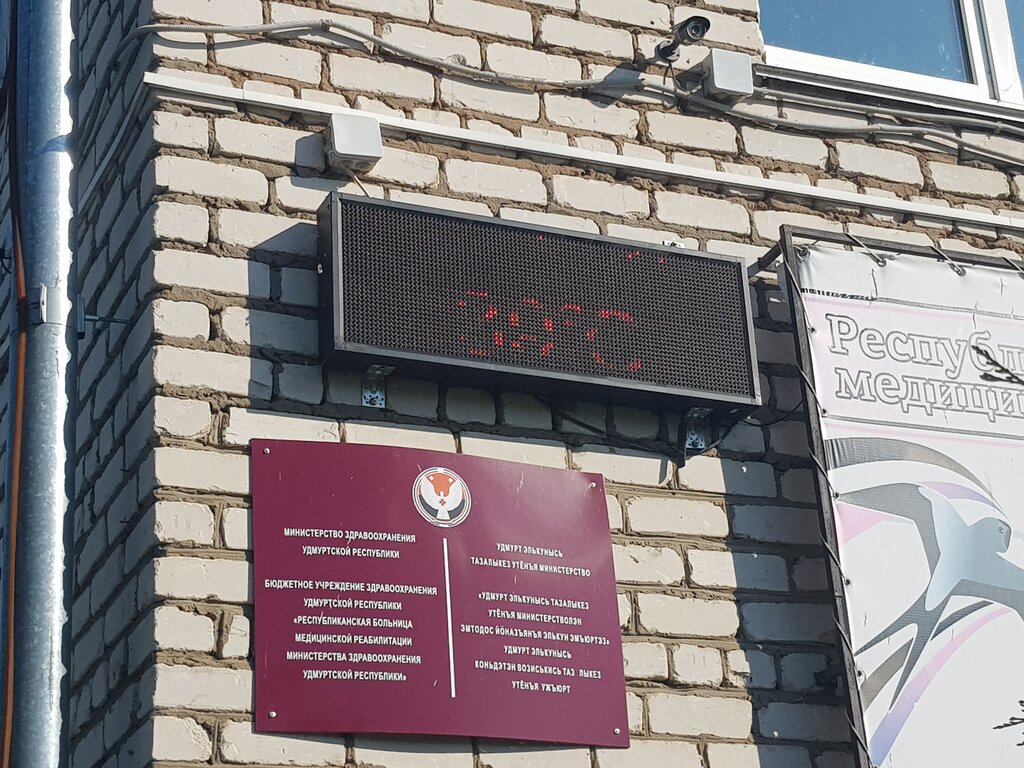 МИНИСТЕРСТВО ЗДРАВООХРАНЕНИЯ
УДМУРТСКОЙ РЕСПУБЛИКИ
БЮДЖЕТНОЕ УЧРЕЖДЕНИЕ ЗДРАВООХРАНЕНИЯ
УДМУРТСКОЙ РЕСПУБЛИКИ
«РЕСПУБЛИКАНСКАЯ БОЛЬНИЦА
МЕДИЦИНСКОЙ РЕАБИЛИТАЦИИ
МИНИСТЕРСТВА ЗДРАВООХРАНЕНИЯ
УДМУРТСКОЙ РЕСПУБЛИКИ»
УДМУРТ ЭЛЬКУНЫСЬ
ТАЗАЛЫКЕЗ УТЁНЪЯ МИНИСТЕРСТВО
«УДМУРТ ЭЛЬКУНЫСЬ ТАЗАЛЫКЕЗ
УТЁНЪЯ МИНИСТЕРСТВОЛЭН
ЭМТОДОС ЙӦНАЗЪЯНЪЯ ЭЛЬКУН ЭМЪЮРТЭЗ»
УДМУРТ ЭЛЬКУНЫСЬ
КОНЬДЭТЭН ВОЗИСЬКИСЬ ТАЗ ЛЫКЕЗ
УТЁНЪЯ УЖЪЮРТ
Республ
медици